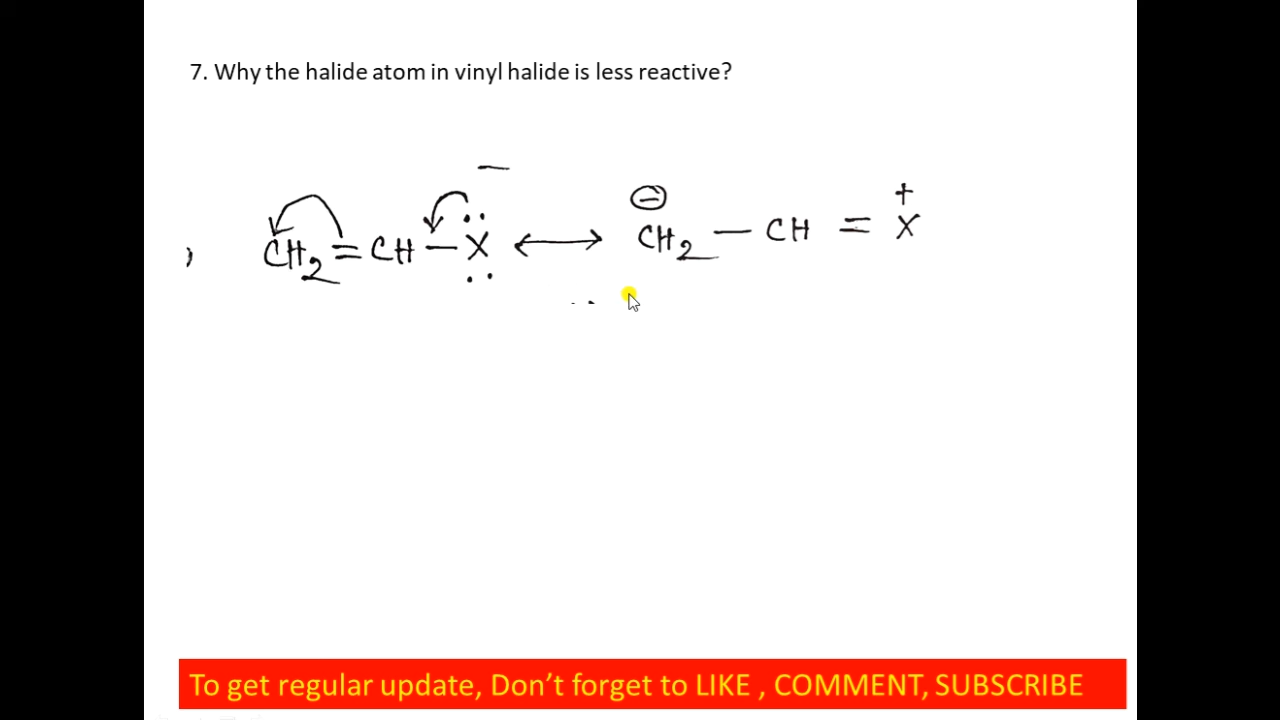 7. Why the halide atom in vinyl halide is less reactive?
CH₂=CH–X ⟷ CH₂–CH=X⁺
To get regular update, Don’t forget to LIKE , COMMENT, SUBSCRIBE